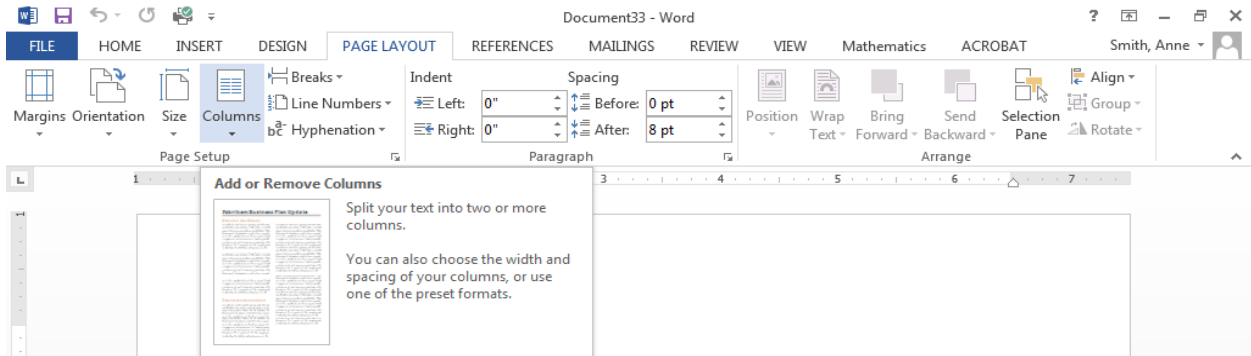 Document33 - Word
FILE HOME INSERT DESIGN PAGE LAYOUT REFERENCES MAILINGS REVIEW VIEW Mathematics ACROBAT Smith, Anne
Margins Orientation Size Columns
Breaks
Line Numbers
Hyphenation
Page Setup
Indent
Left: 0"
Right: 0"
Spacing
Before: 0 pt
After: 8 pt
Paragraph
Position
Wrap Text
Bring Forward
Send Backward
Selection Pane
Align
Group
Rotate
Arrange
1 3 4 5 6 7
Add or Remove Columns
Fabrikam Business Plan Update
Split your text into two or more
columns.
You can also choose the width and
spacing of your columns, or use
one of the preset formats.